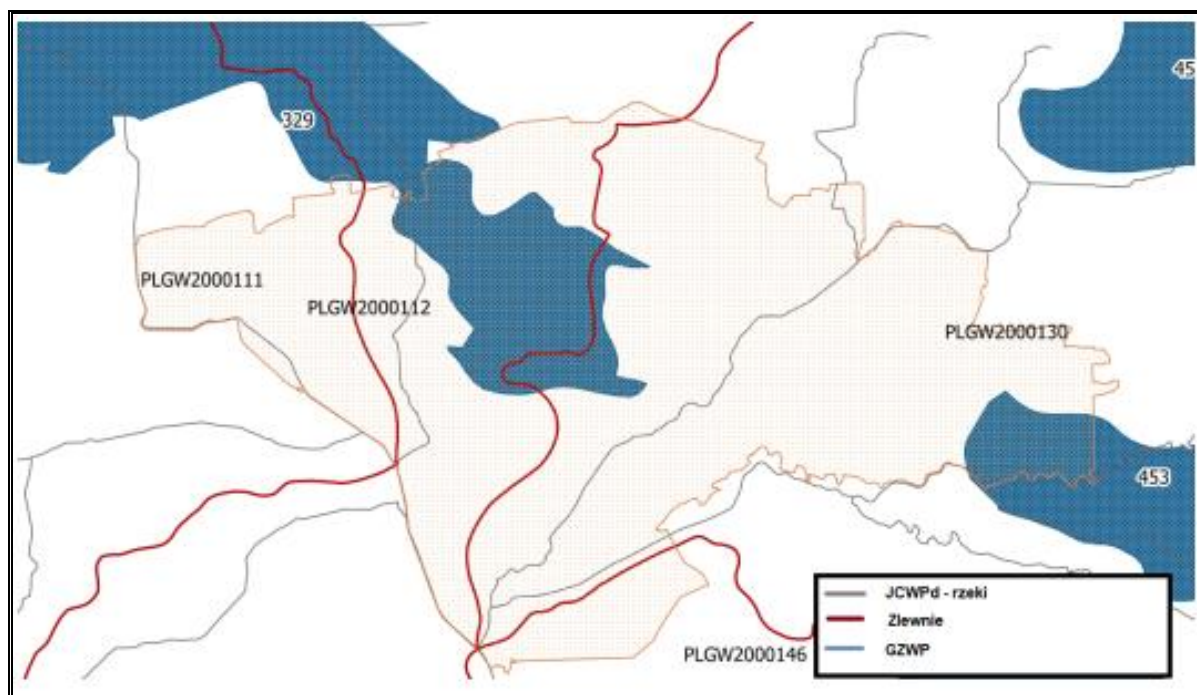 45
329
PLGW2000111
PLGW2000112
PLGW2000130
453
PLGW2000146
JCWPd - rzeki
Zlewnie
GZWP